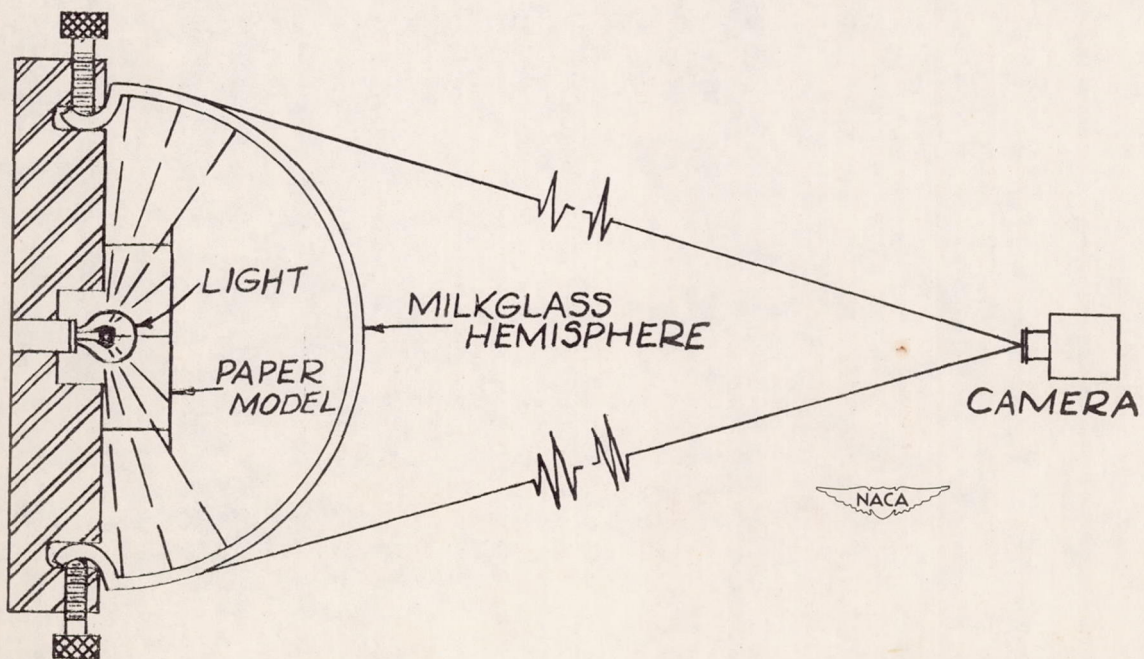 LIGHT
MILKGLASS
HEMISPHERE
PAPER
MODEL
CAMERA
NACA